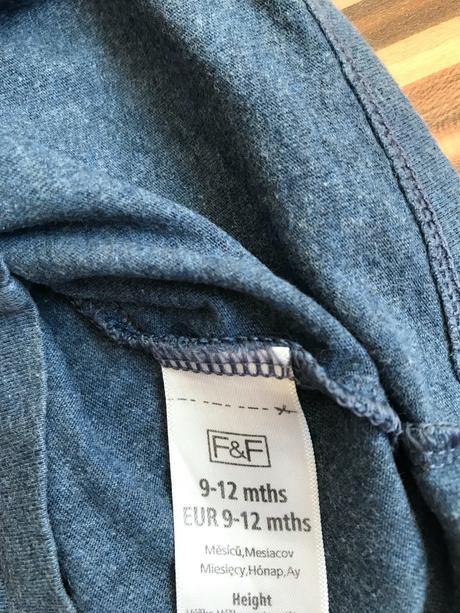 F&F
9-12 mths
EUR 9-12 mths
Měsíců,Mesiacov
Miesięcy,Hónap,Ay
Height